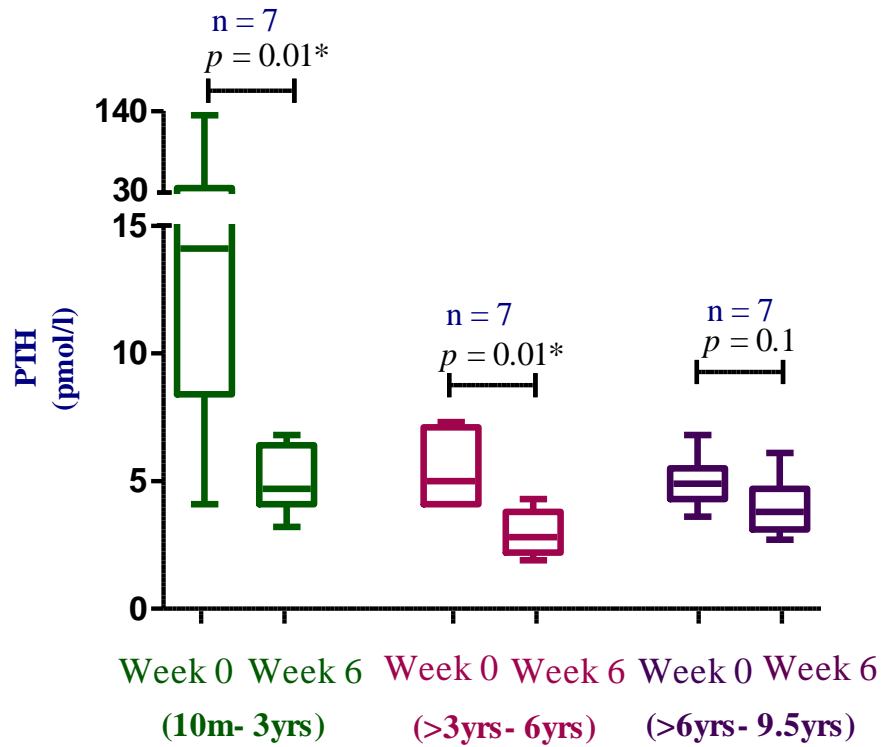 n = 7
p = 0.01*
140
30
15
n = 7
p = 0.01*
n = 7
p = 0.1
10
PTH
(pmol/l)
5
0
Week 0 Week 6 Week 0 Week 6 Week 0 Week 6
(10m- 3yrs) (>3yrs- 6yrs) (>6yrs- 9.5yrs)